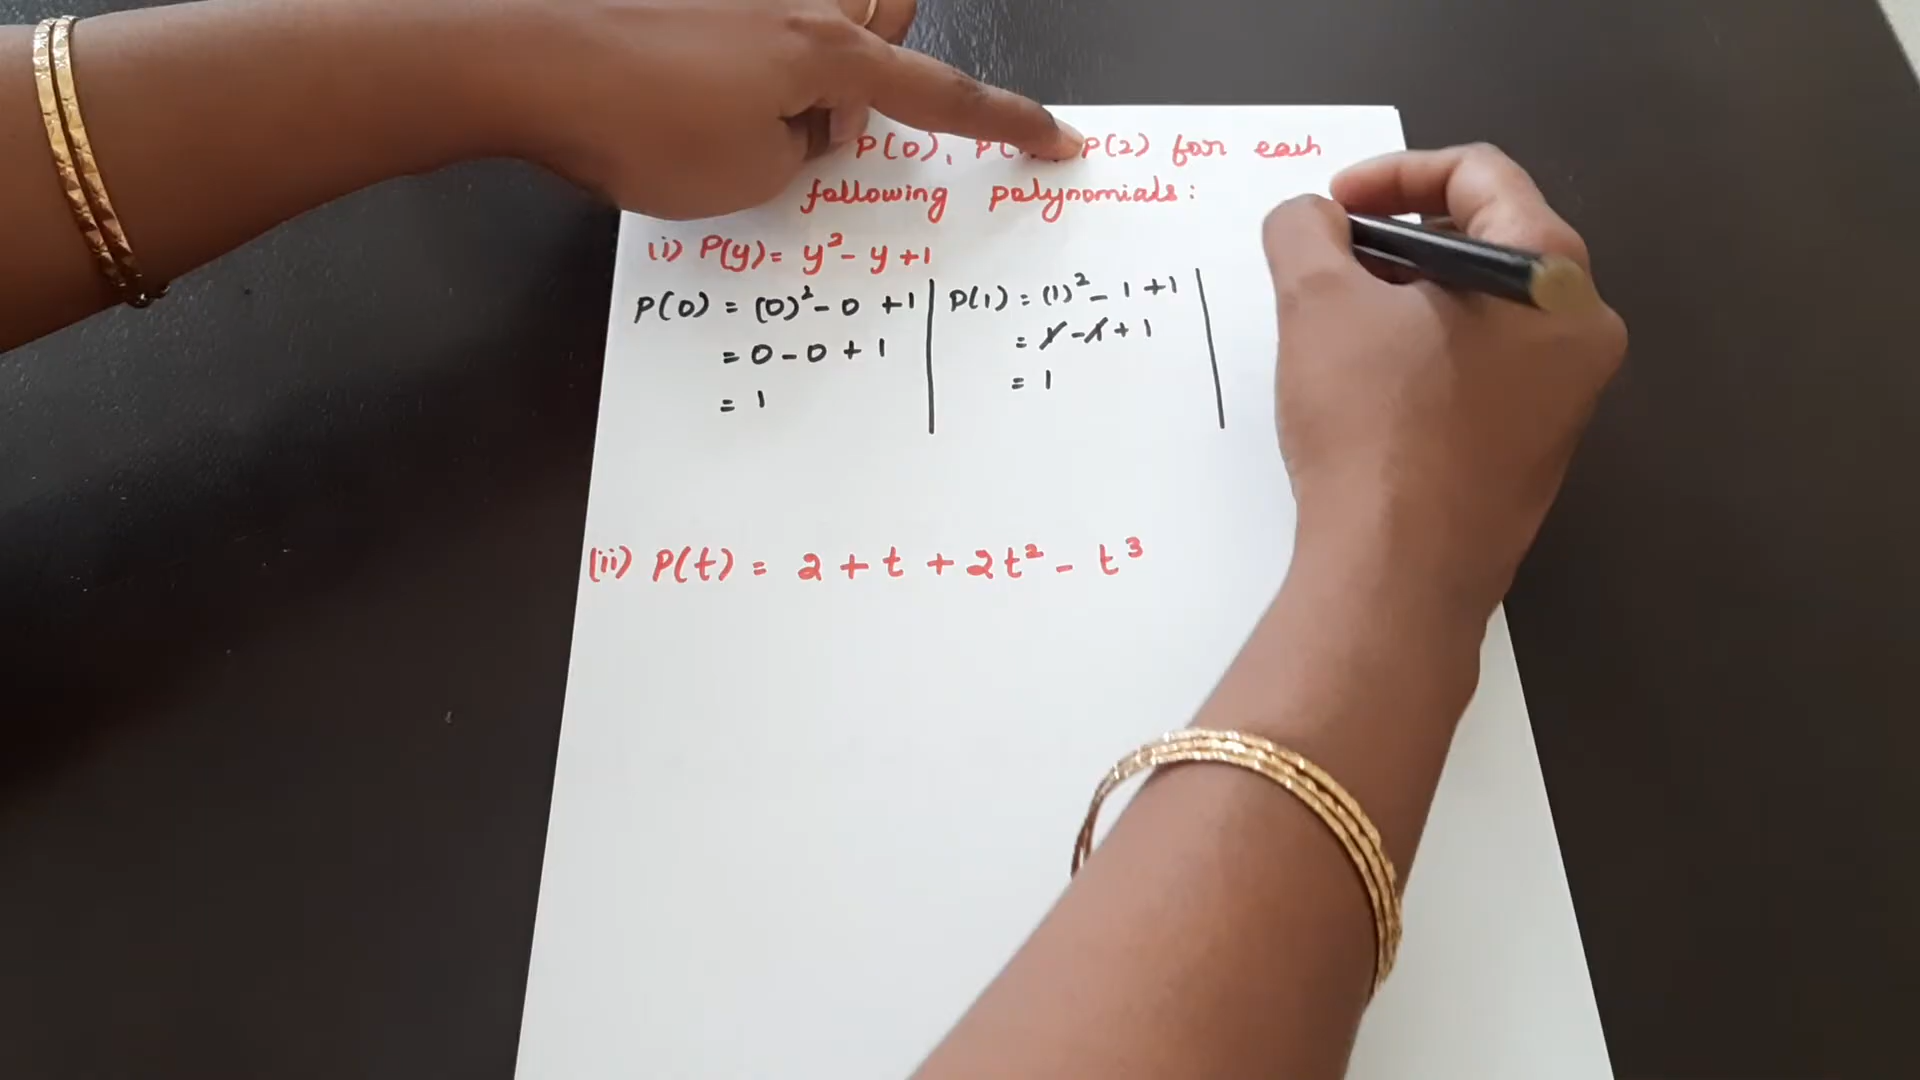 P(0), P(2) for each
following polynomials:
(i) P(y) = y² - y + 1
P(0) = (0)² - 0 + 1
= 0 - 0 + 1
= 1
P(1) = (1)² - 1 + 1
= 1 - 1 + 1
= 1
(ii) P(t) = 2 + t + 2t² - t³